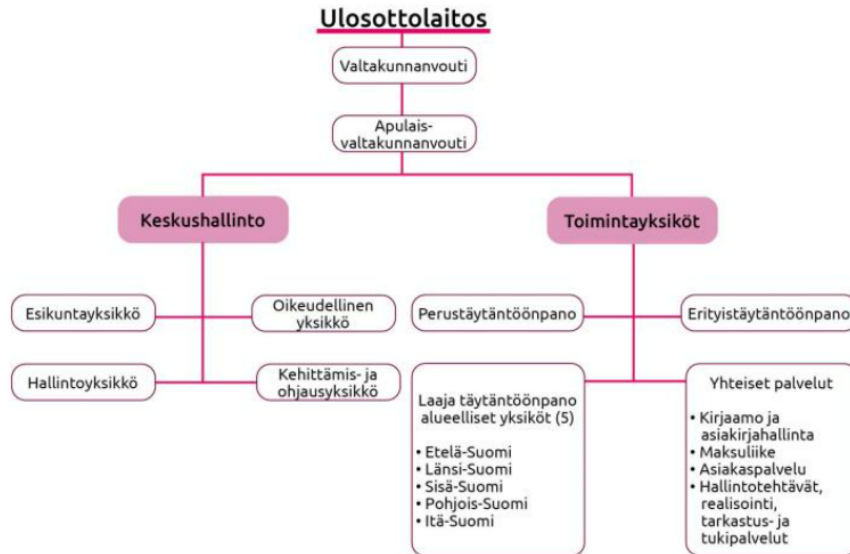 Ulosottolaitos
Valtakunnanvouti
Apulais-
valtakunnanvouti
Keskushallinto
Toimintayksiköt
Esikuntayksikkö
Oikeudellinen
yksikkö
Perustäytäntöönpano
Erityistäytäntöönpano
Hallintoyksikkö
Kehittämis- ja
ohjausyksikkö
Laaja täytäntöönpano
alueelliset yksiköt (5)
• Etelä-Suomi
• Länsi-Suomi
• Sisä-Suomi
• Pohjois-Suomi
• Itä-Suomi
Yhteiset palvelut
• Kirjaamo ja
asiakirjahallinta
• Maksuliike
• Asiakaspalvelu
• Hallintotehtävät,
realisointi,
tarkastus- ja
tukipalvelut